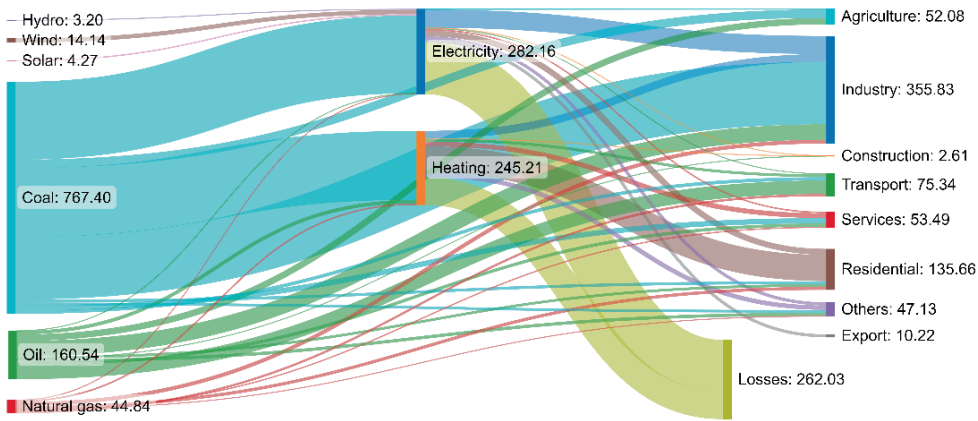 Hydro: 3.20
Wind: 14.14
Solar: 4.27
Coal: 767.40
Oil: 160.54
Natural gas: 44.84
Electricity: 282.16
Heating: 245.21
Agriculture: 52.08
Industry: 355.83
Construction: 2.61
Transport: 75.34
Services: 53.49
Residential: 135.66
Others: 47.13
Export: 10.22
Losses: 262.03